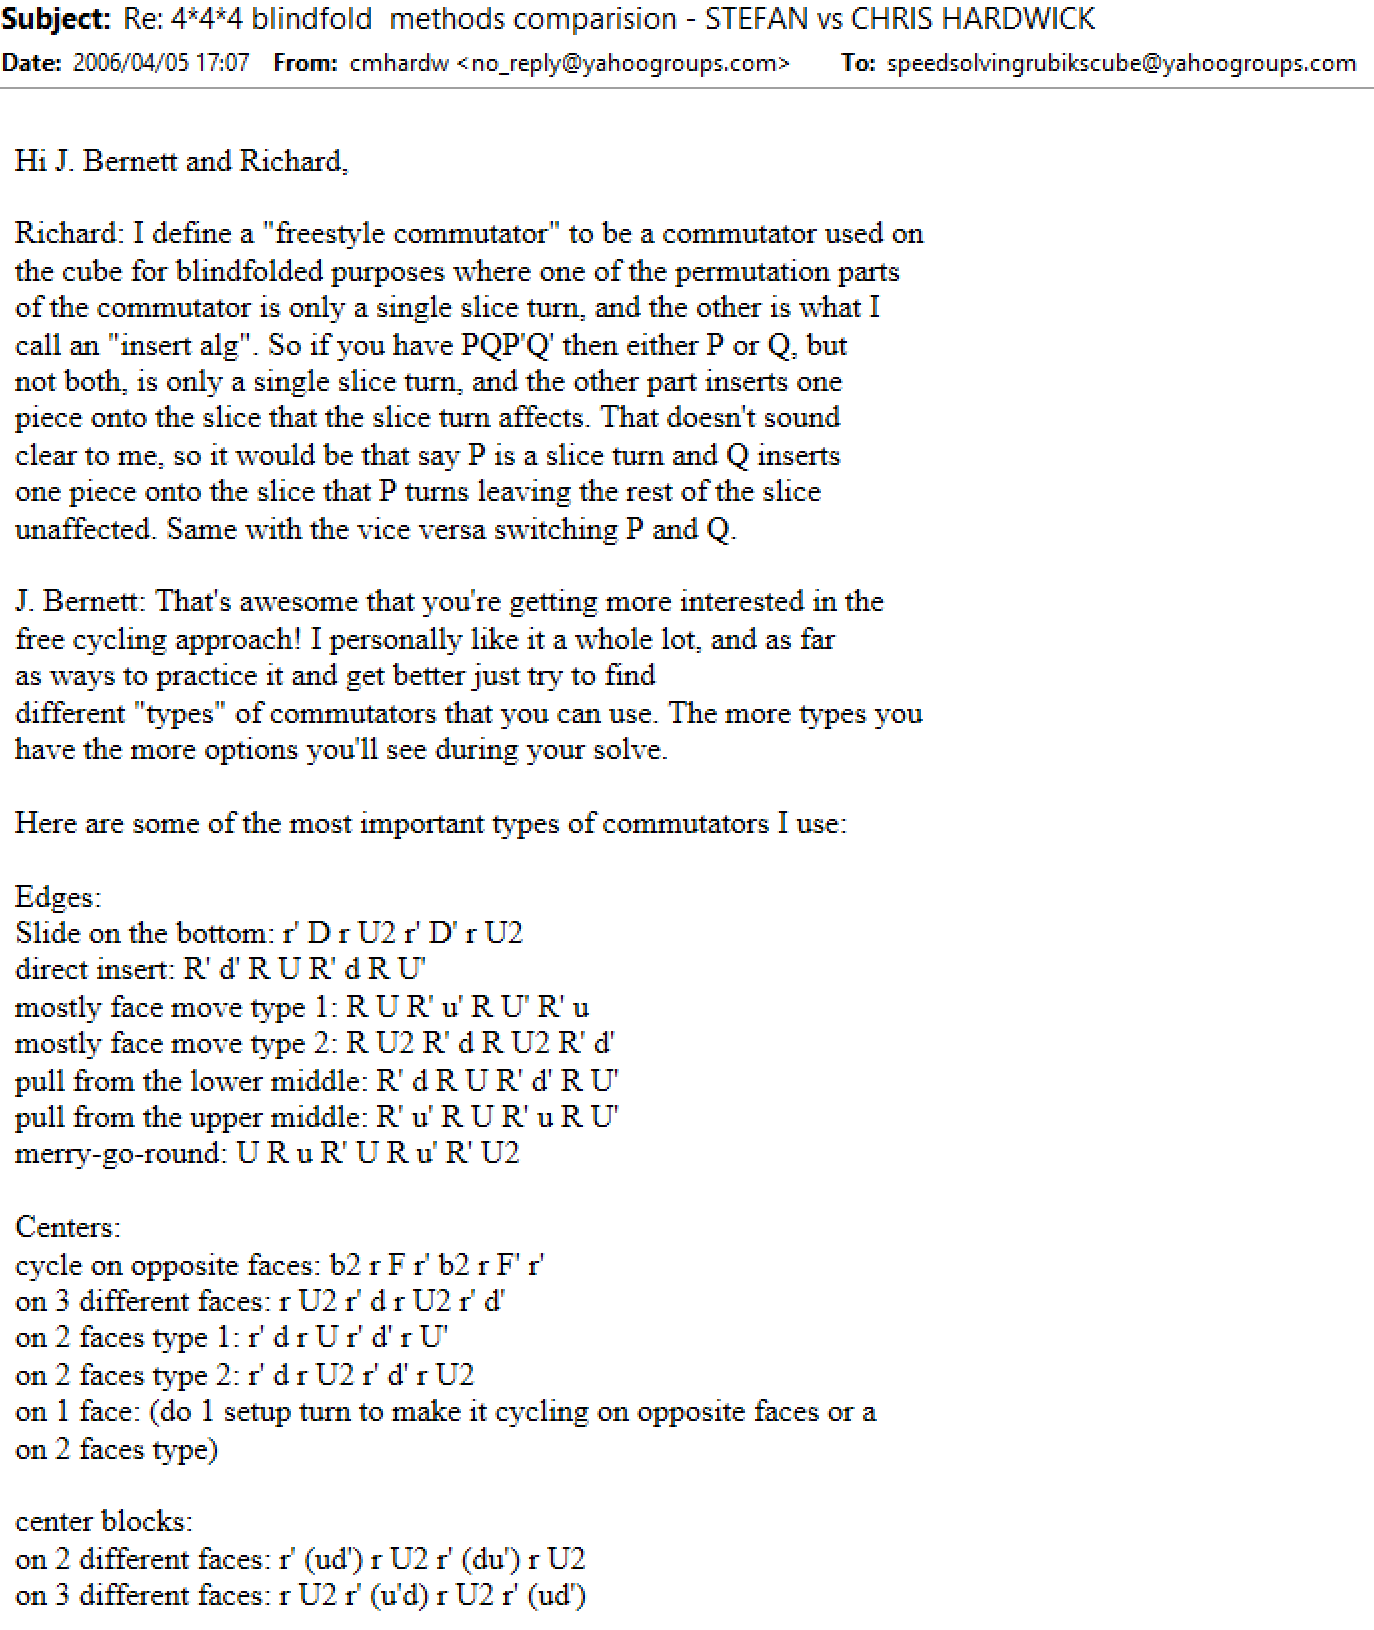 Subject: Re: 4*4*4 blindfold methods comparision - STEFAN vs CHRIS HARDWICK
Date: 2006/04/05 17:07 From: cmhardw <no_reply@yahoogroups.com> To: speedsolvingrubikscube@yahoogroups.com
Hi J. Bernett and Richard,
Richard: I define a "freestyle commutator" to be a commutator used on
the cube for blindfolded purposes where one of the permutation parts
of the commutator is only a single slice turn, and the other is what I
call an "insert alg". So if you have PQP'Q' then either P or Q, but
not both, is only a single slice turn, and the other part inserts one
piece onto the slice that the slice turn affects. That doesn't sound
clear to me, so it would be that say P is a slice turn and Q inserts
one piece onto the slice that P turns leaving the rest of the slice
unaffected. Same with the vice versa switching P and Q.
J. Bernett: That's awesome that you're getting more interested in the
free cycling approach! I personally like it a whole lot, and as far
as ways to practice it and get better just try to find
different "types" of commutators that you can use. The more types you
have the more options you'll see during your solve.
Here are some of the most important types of commutators I use:
Edges:
Slide on the bottom: r' D r U2 r' D' r U2
direct insert: R' d' R U R' d R U'
mostly face move type 1: R U R' u' R U' R' u
mostly face move type 2: R U2 R' d R U2 R' d'
pull from the lower middle: R' d R U R' d' R U'
pull from the upper middle: R' u' R U R' u R U'
merry-go-round: U R u R' U R u' R' U2
Centers:
cycle on opposite faces: b2 r F r' b2 r F' r'
on 3 different faces: r U2 r' d r U2 r' d'
on 2 faces type 1: r' d r U r' d' r U'
on 2 faces type 2: r' d r U2 r' d' r U2
on 1 face: (do 1 setup turn to make it cycling on opposite faces or a
on 2 faces type)
center blocks:
on 2 different faces: r' (ud') r U2 r' (du') r U2
on 3 different faces: r U2 r' (u'd) r U2 r' (ud')